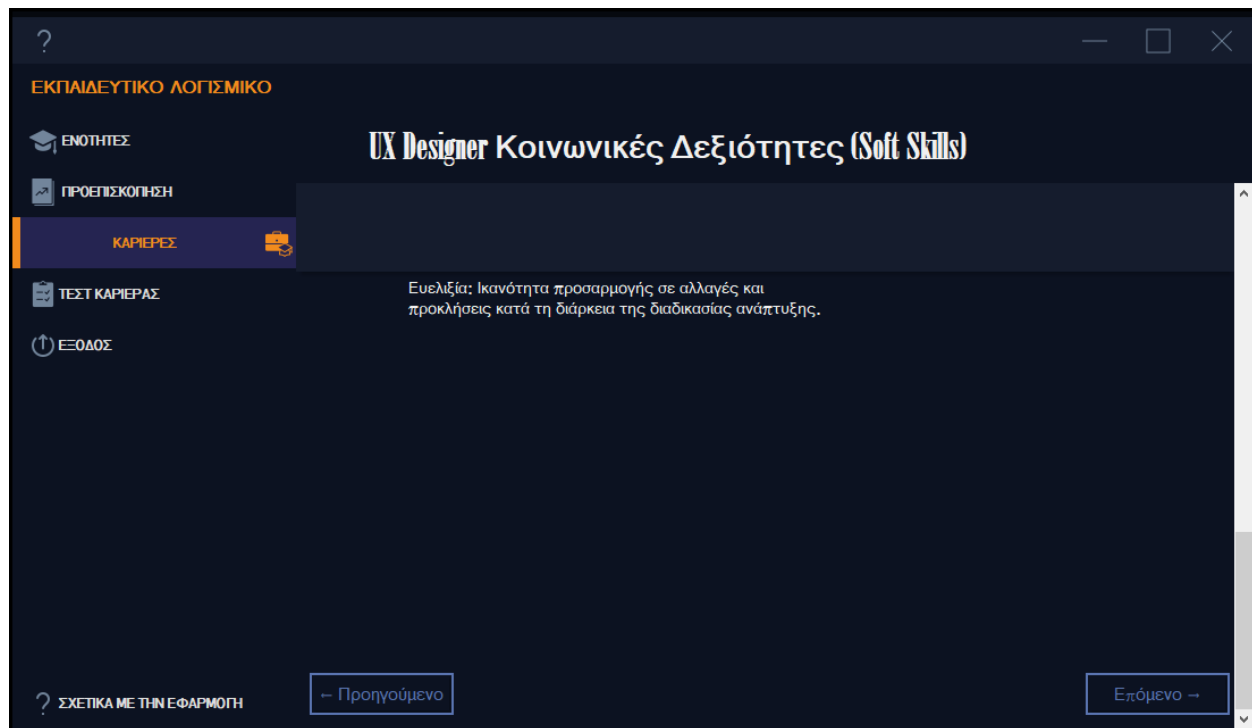 ?
ΕΚΠΑΙΔΕΥΤΙΚΟ ΛΟΓΙΣΜΙΚΟ
ΕΝΟΤΗΤΕΣ
ΠΡΟΕΠΙΣΚΟΠΗΣΗ
ΚΑΡΙΕΡΕΣ
ΤΕΣΤ ΚΑΡΙΕΡΑΣ
ΕΞΟΔΟΣ
? ΣΧΕΤΙΚΑ ΜΕ ΤΗΝ ΕΦΑΡΜΟΓΗ
UX Designer Κοινωνικές Δεξιότητες (Soft Skills)
Ευελιξία: Ικανότητα προσαρμογής σε αλλαγές και
προκλήσεις κατά τη διάρκεια της διαδικασίας ανάπτυξης.
← Προηγούμενο
Επόμενο →